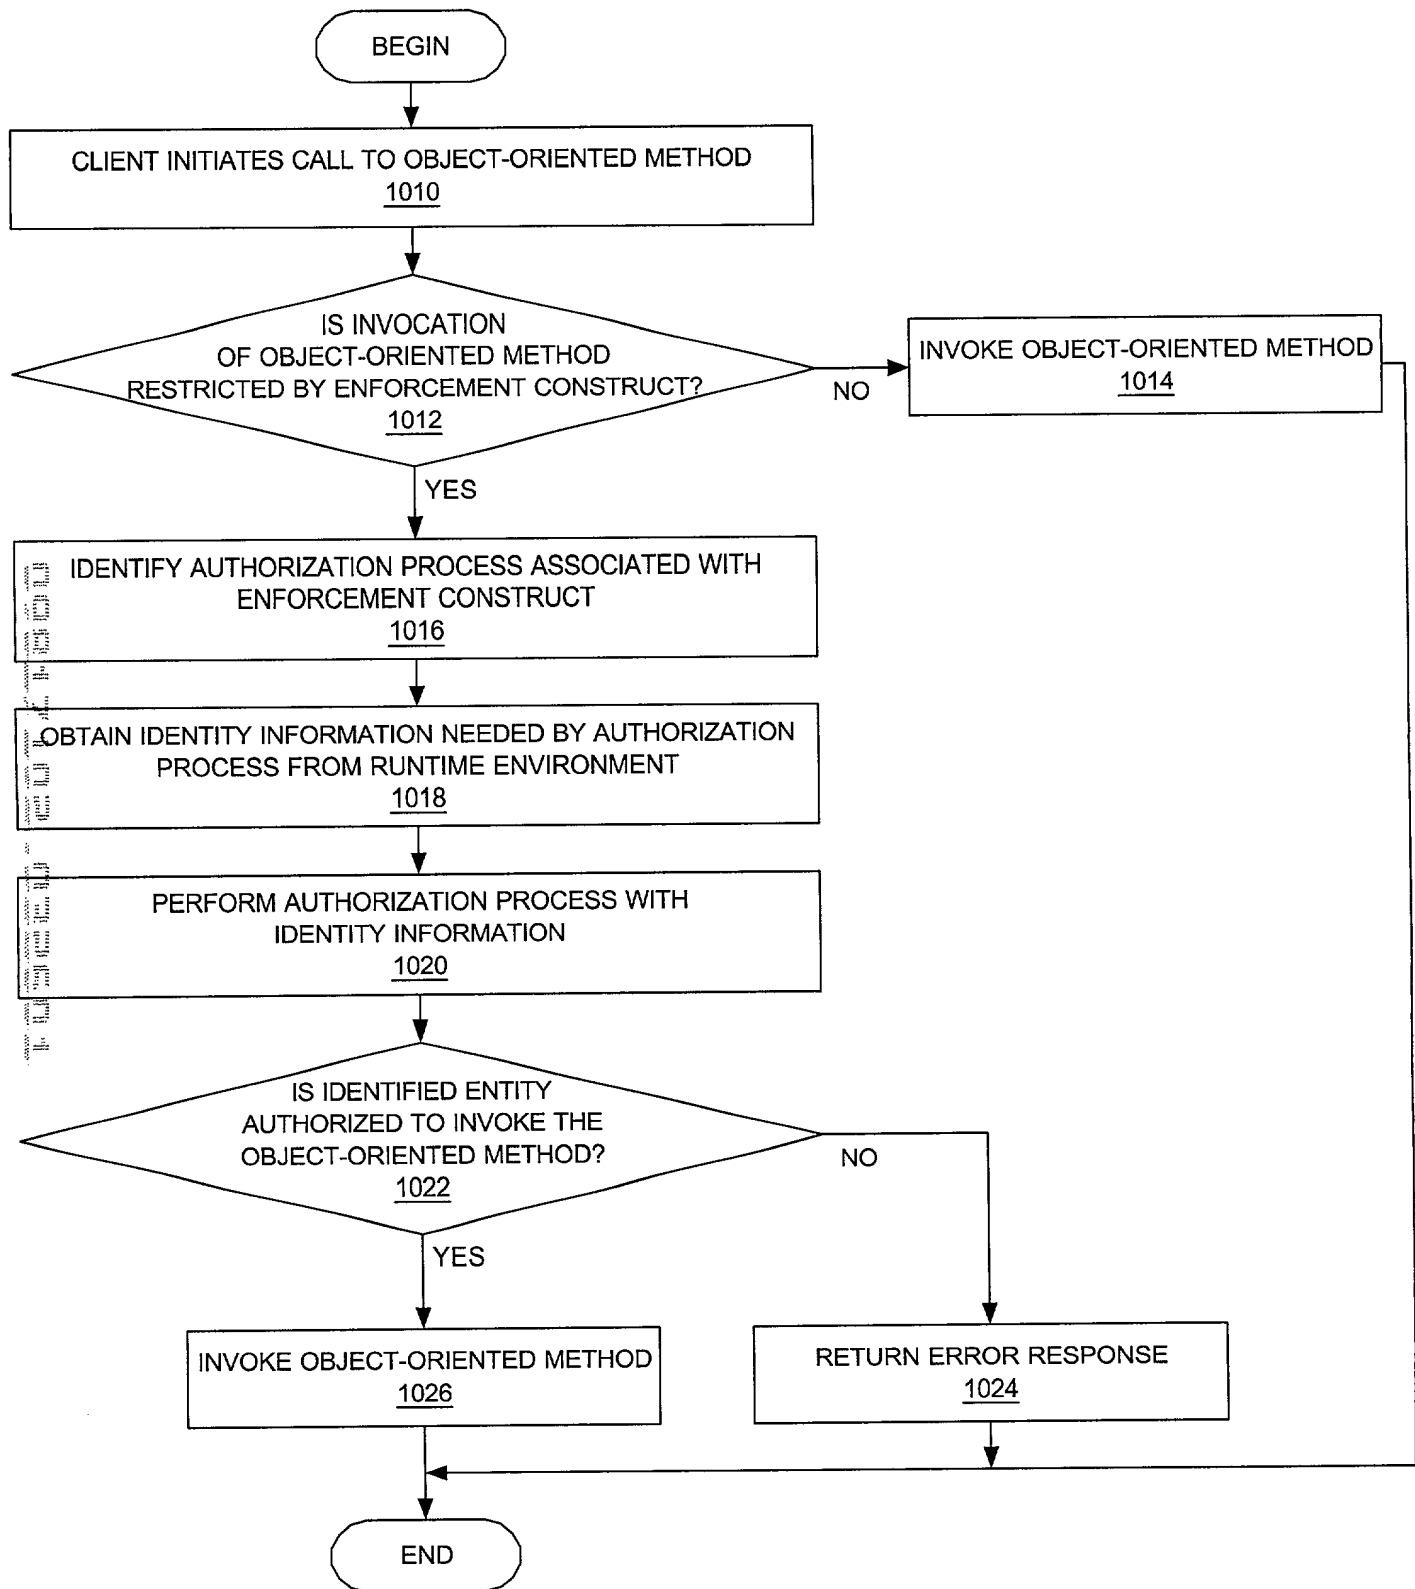 BEGIN
CLIENT INITIATES CALL TO OBJECT-ORIENTED METHOD
1010
IS INVOCATION
OF OBJECT-ORIENTED METHOD
RESTRICTED BY ENFORCEMENT CONSTRUCT?
1012
NO
INVOKE OBJECT-ORIENTED METHOD
1014
YES
IDENTIFY AUTHORIZATION PROCESS ASSOCIATED WITH
ENFORCEMENT CONSTRUCT
1016
OBTAIN IDENTITY INFORMATION NEEDED BY AUTHORIZATION
PROCESS FROM RUNTIME ENVIRONMENT
1018
PERFORM AUTHORIZATION PROCESS WITH
IDENTITY INFORMATION
1020
IS IDENTIFIED ENTITY
AUTHORIZED TO INVOKE THE
OBJECT-ORIENTED METHOD?
1022
NO
YES
INVOKE OBJECT-ORIENTED METHOD
1026
RETURN ERROR RESPONSE
1024
END